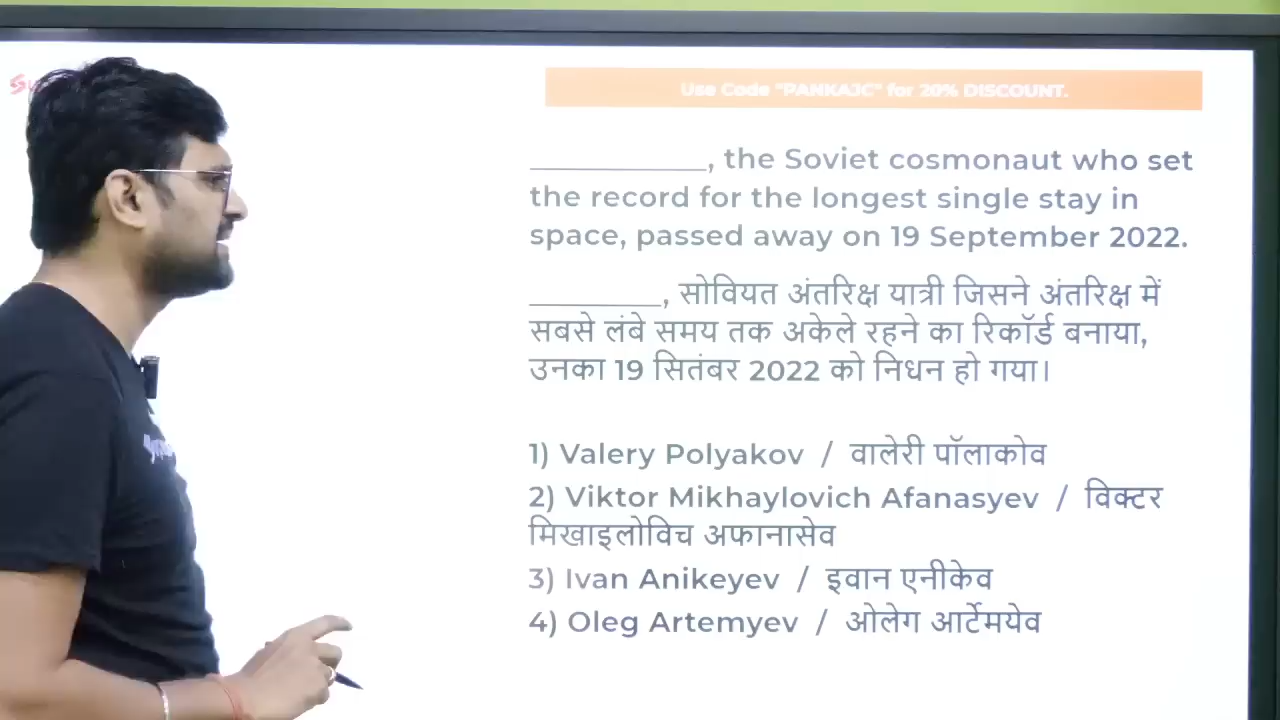 Use Code "PANKAJC" for 20% DISCOUNT.
__________, the Soviet cosmonaut who set
the record for the longest single stay in
space, passed away on 19 September 2022.
________, सोवियत अंतरिक्ष यात्री जिसने अंतरिक्ष में
सबसे लंबे समय तक अकेले रहने का रिकॉर्ड बनाया,
उनका 19 सितंबर 2022 को निधन हो गया।
1) Valery Polyakov / वालेरी पॉलाकोव
2) Viktor Mikhaylovich Afanasyev / विक्टर
मिखाइलोविच अफानासेव
3) Ivan Anikeyev / इवान एनीकेव
4) Oleg Artemyev / ओलेग आर्टेमयेव